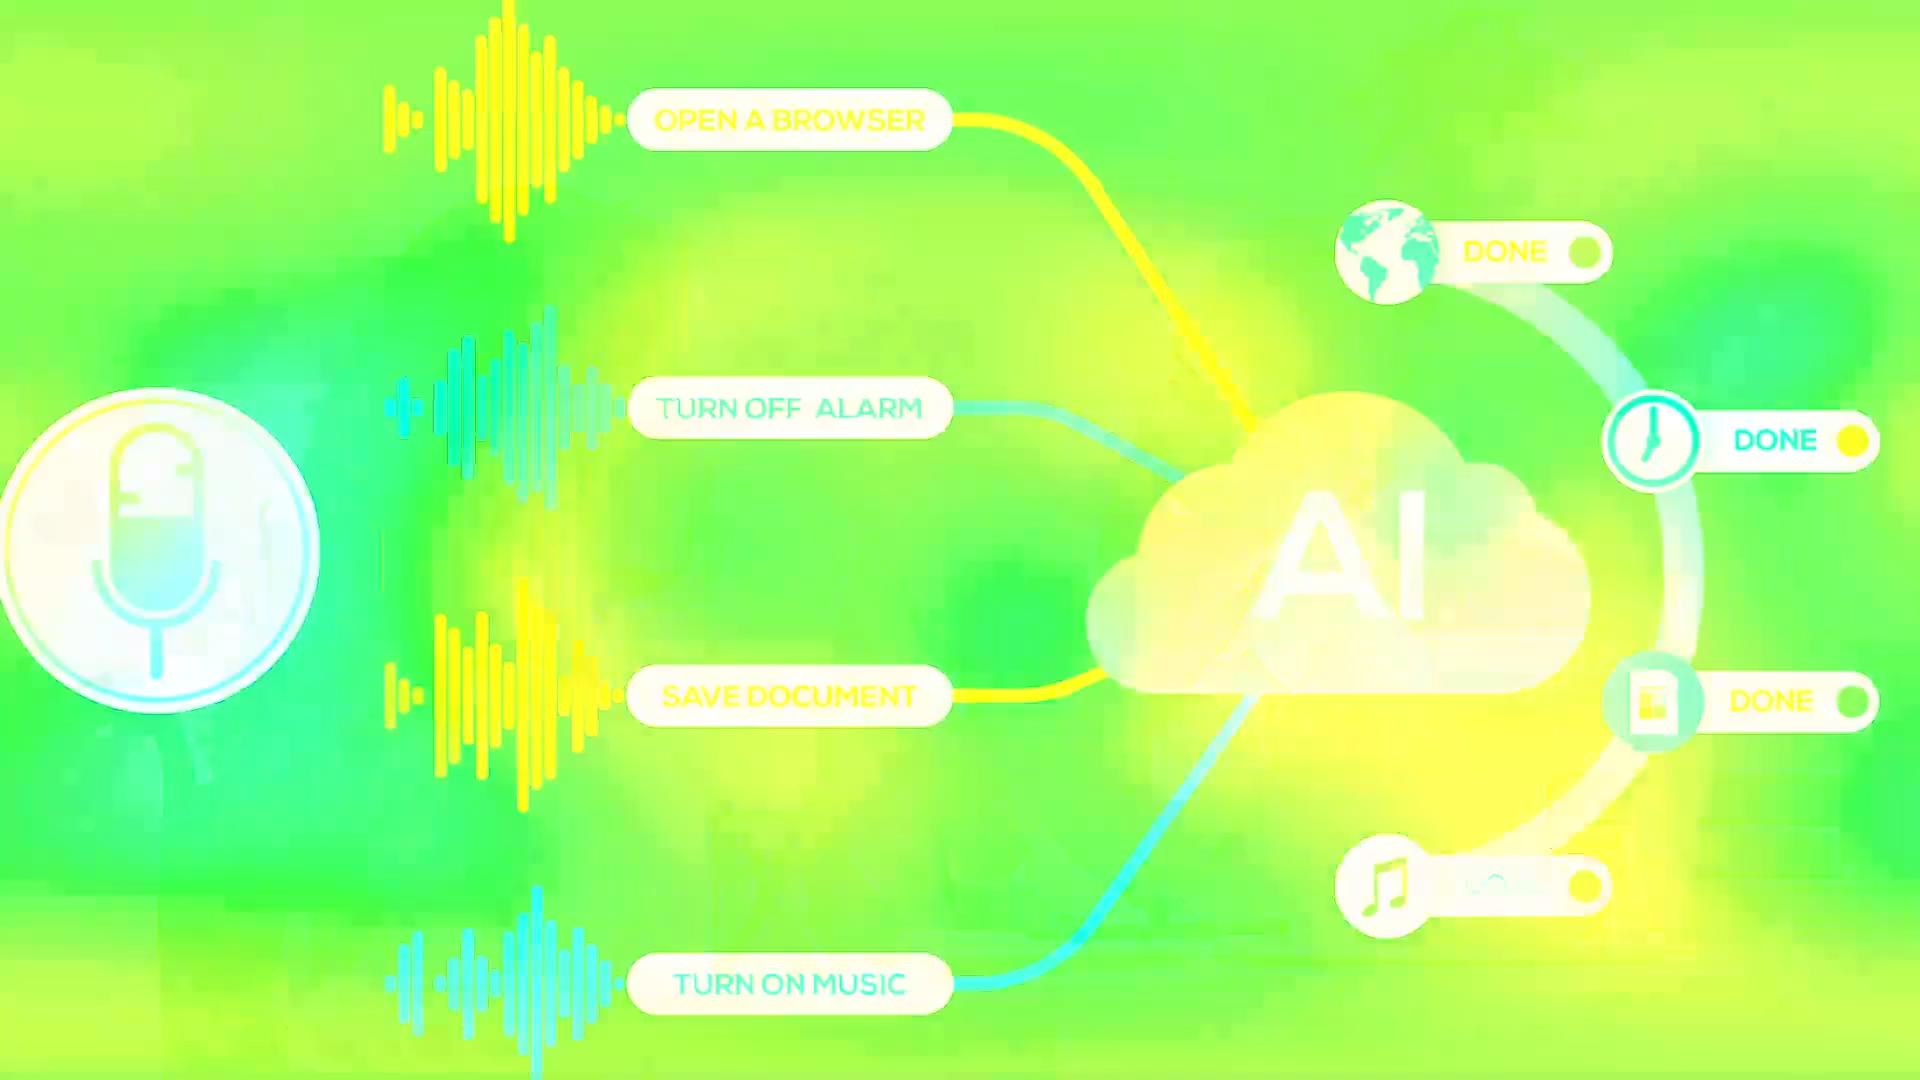 OPEN A BROWSER
DONE
TURN OFF ALARM
DONE
AI
SAVE DOCUMENT
DONE
TURN ON MUSIC